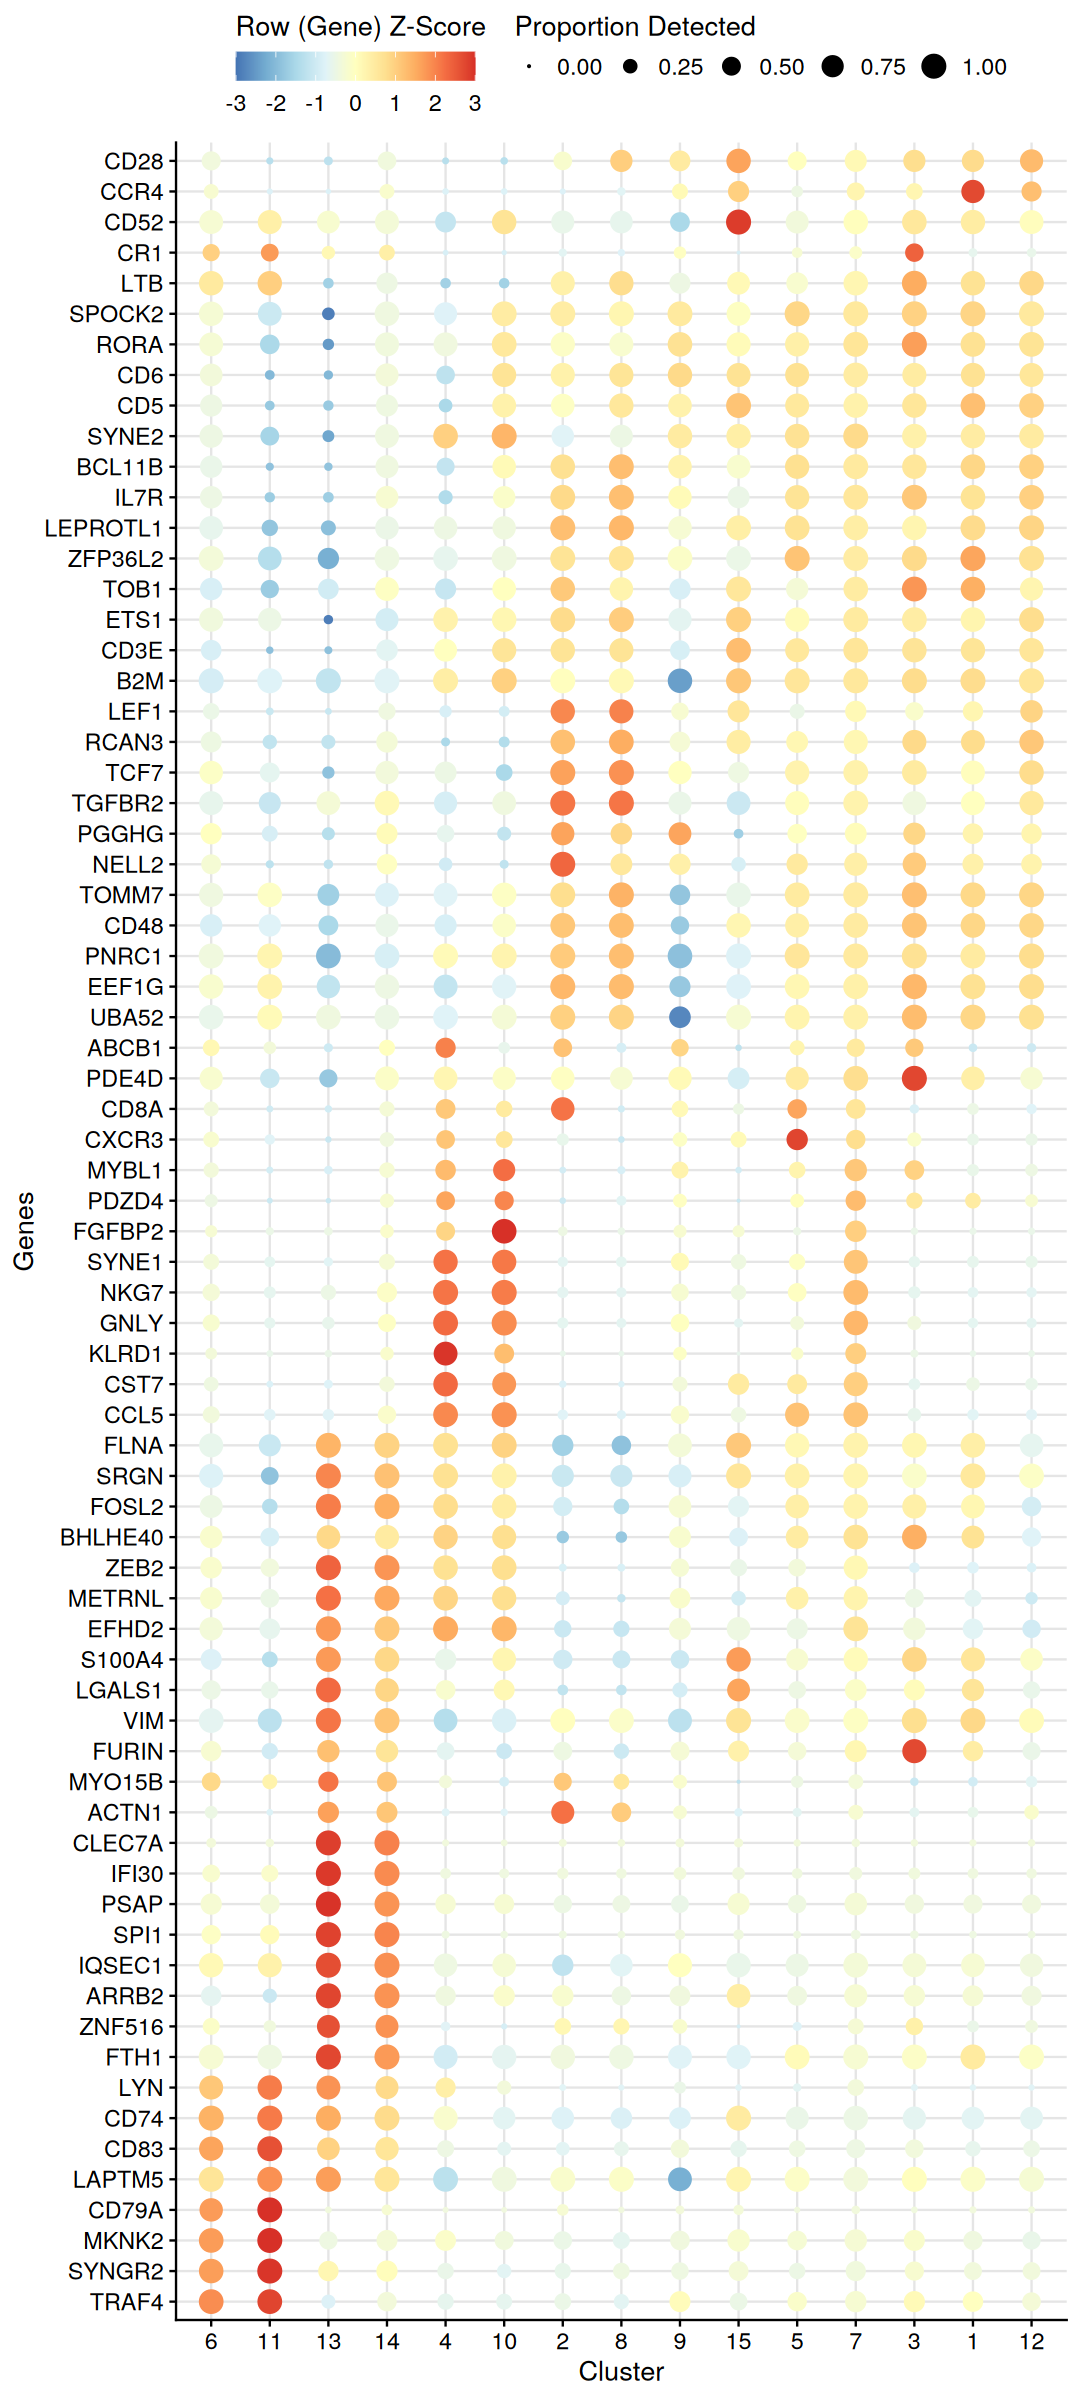 Row (Gene) Z-Score Proportion Detected
0.00 0.25 0.50 0.75 1.00
-3 -2 -1 0 1 2 3
CD28
CCR4
CD52
CR1
LTB
SPOCK2
RORA
CD6
CD5
SYNE2
BCL11B
IL7R
LEPROTL1
ZFP36L2
TOB1
ETS1
CD3E
B2M
LEF1
RCAN3
TCF7
TGFBR2
PGGHG
NELL2
TOMM7
CD48
PNRC1
EEF1G
UBA52
ABCB1
PDE4D
CD8A
CXCR3
MYBL1
PDZD4
FGFBP2
SYNE1
NKG7
GNLY
KLRD1
CST7
CCL5
FLNA
SRGN
FOSL2
BHLHE40
ZEB2
METRNL
EFHD2
S100A4
LGALS1
VIM
FURIN
MYO15B
ACTN1
CLEC7A
IFI30
PSAP
SPI1
IQSEC1
ARRB2
ZNF516
FTH1
LYN
CD74
CD83
LAPTM5
CD79A
MKNK2
SYNGR2
TRAF4
Genes
6 11 13 14 4 10 2 8 9 15 5 7 3 1 12
Cluster